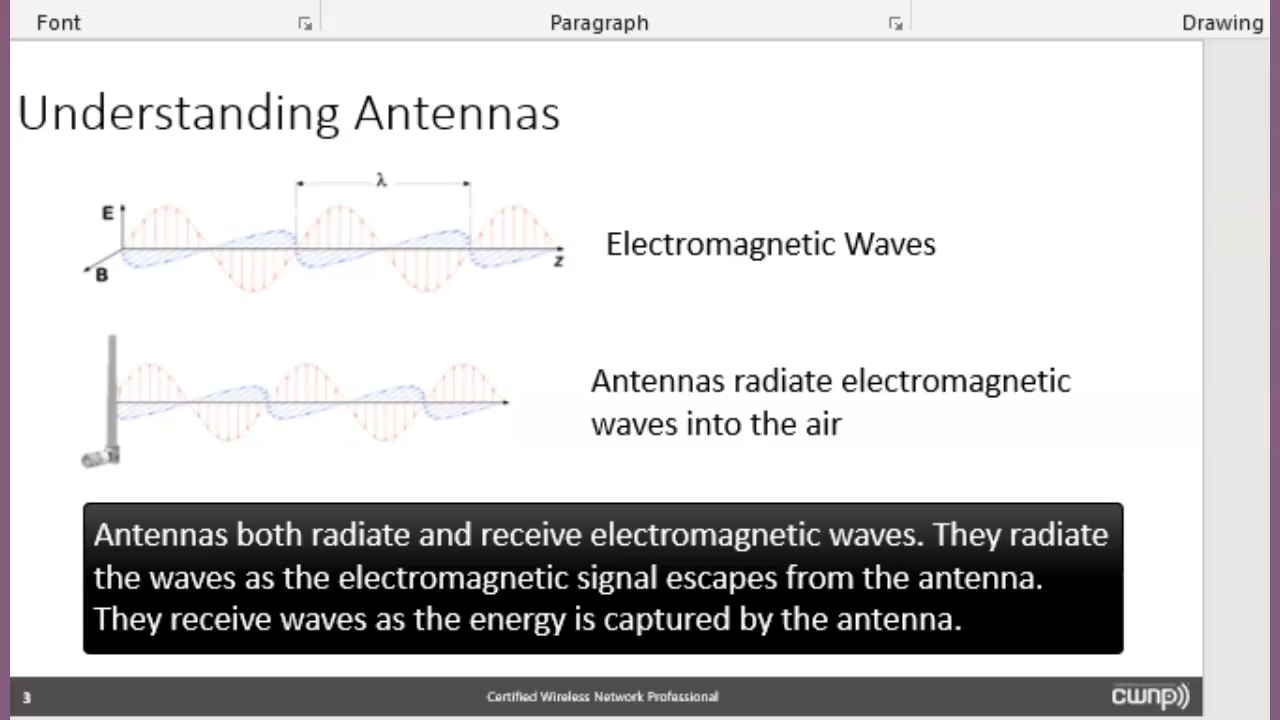 Font
Paragraph
Drawing
Understanding Antennas
λ
E
B
z
Electromagnetic Waves
Antennas radiate electromagnetic
waves into the air
Antennas both radiate and receive electromagnetic waves. They radiate
the waves as the electromagnetic signal escapes from the antenna.
They receive waves as the energy is captured by the antenna.
3
Certified Wireless Network Professional
cwnp